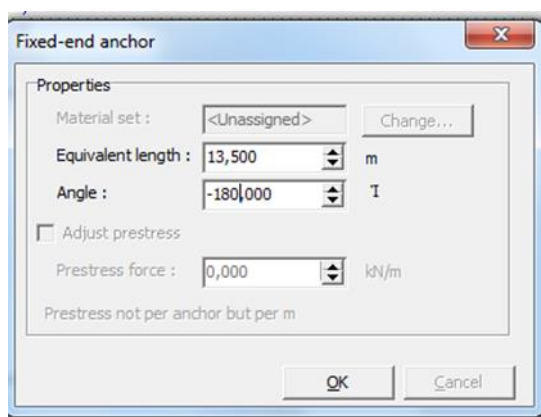 Fixed-end anchor
Properties
Material set : <Unassigned> Change...
Equivalent length : 13,500 m
Angle : -180,000
Adjust prestress
Prestress force : 0,000 kN/m
Prestress not per anchor but per m
OK Cancel